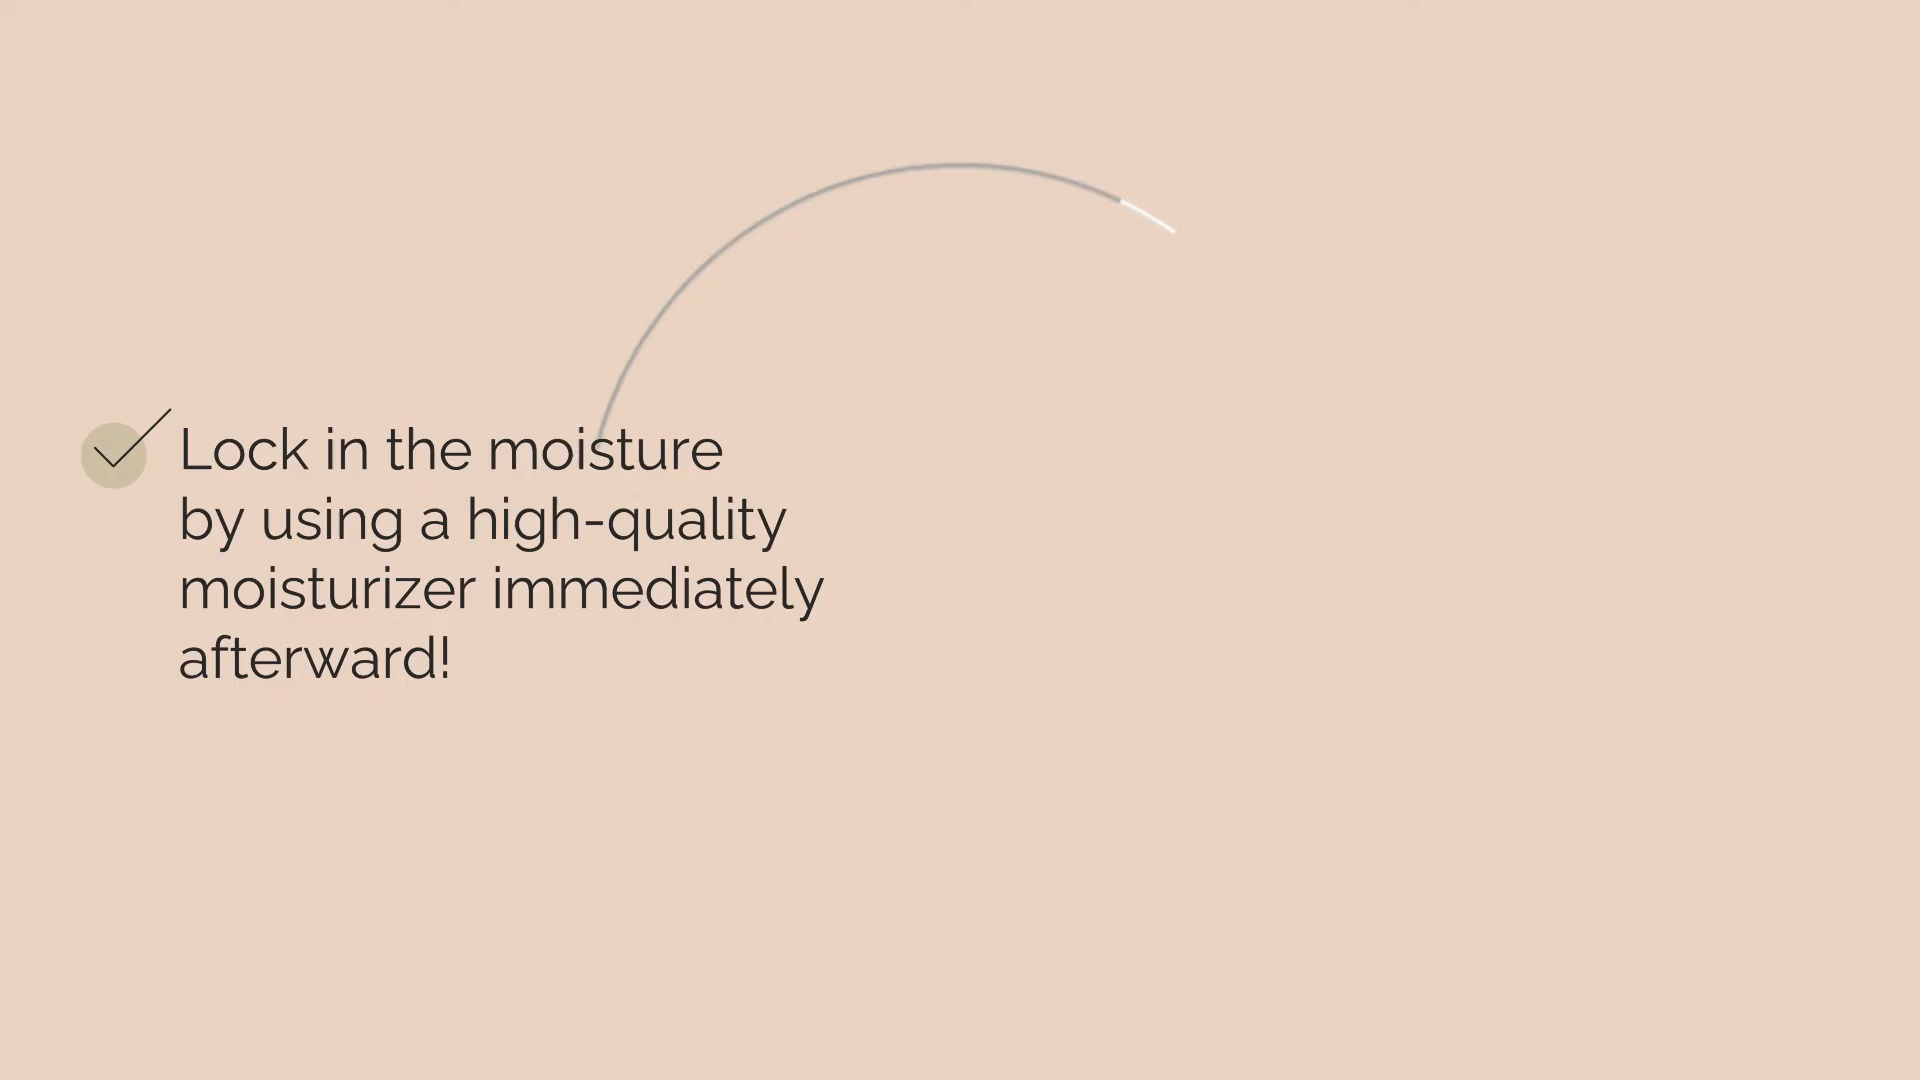 Lock in the moisture
by using a high-quality
moisturizer immediately
afterward!